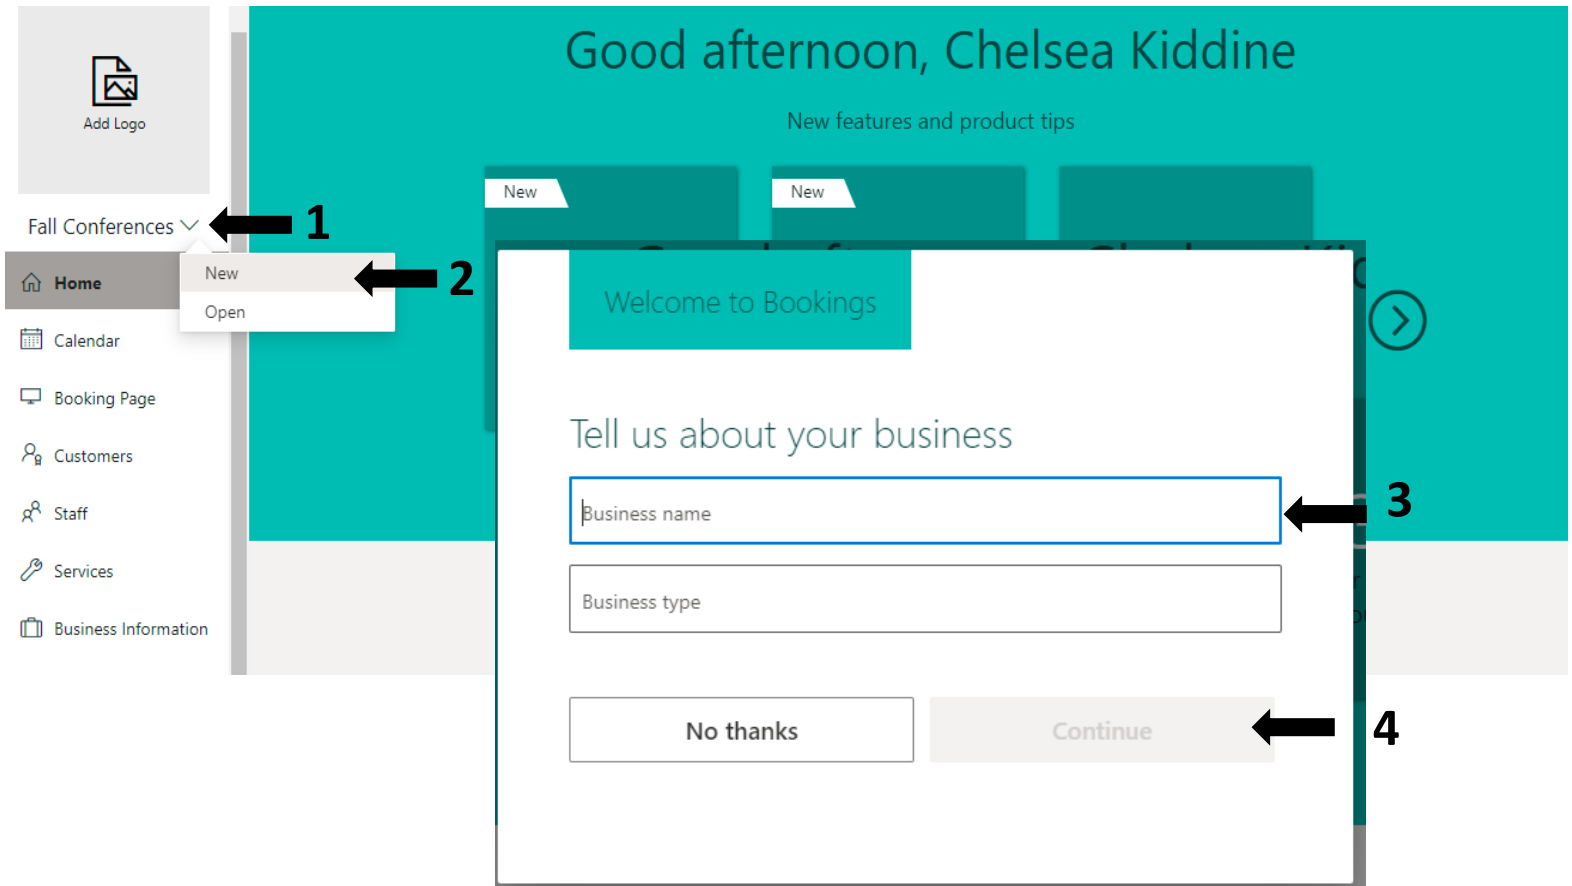 Add Logo
Fall Conferences
1
New
2
Open
Home
Calendar
Booking Page
Customers
Staff
Services
Business Information
Good afternoon, Chelsea Kiddine
New features and product tips
New
New
Welcome to Bookings
Tell us about your business
Business name
3
Business type
No thanks
Continue
4